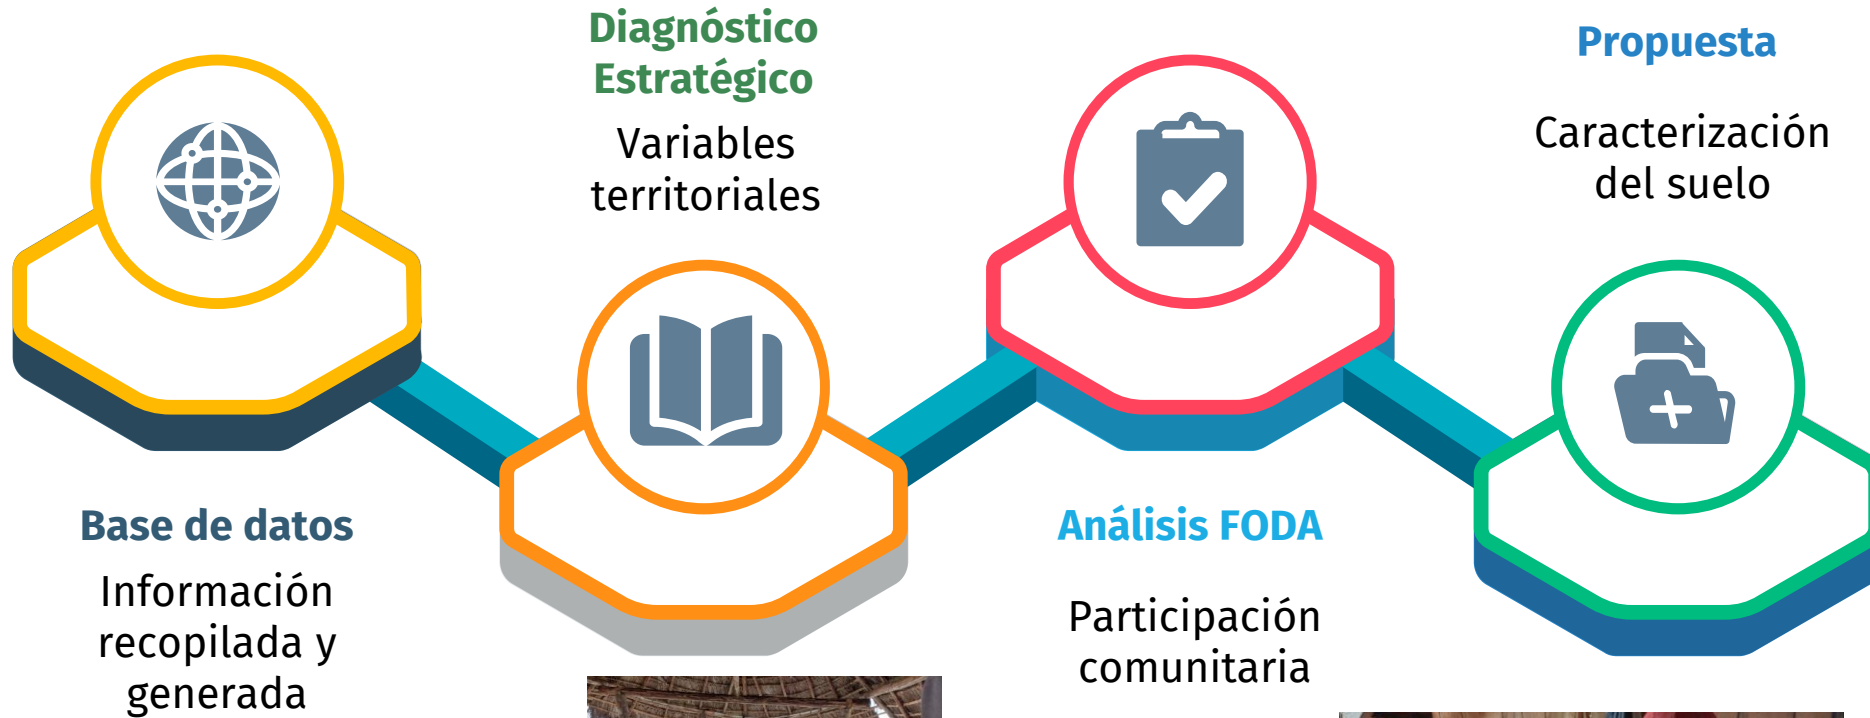 Base de datos
Información
recopilada y
generada
Diagnóstico
Estratégico
Variables
territoriales
Análisis FODA
Participación
comunitaria
Propuesta
Caracterización
del suelo